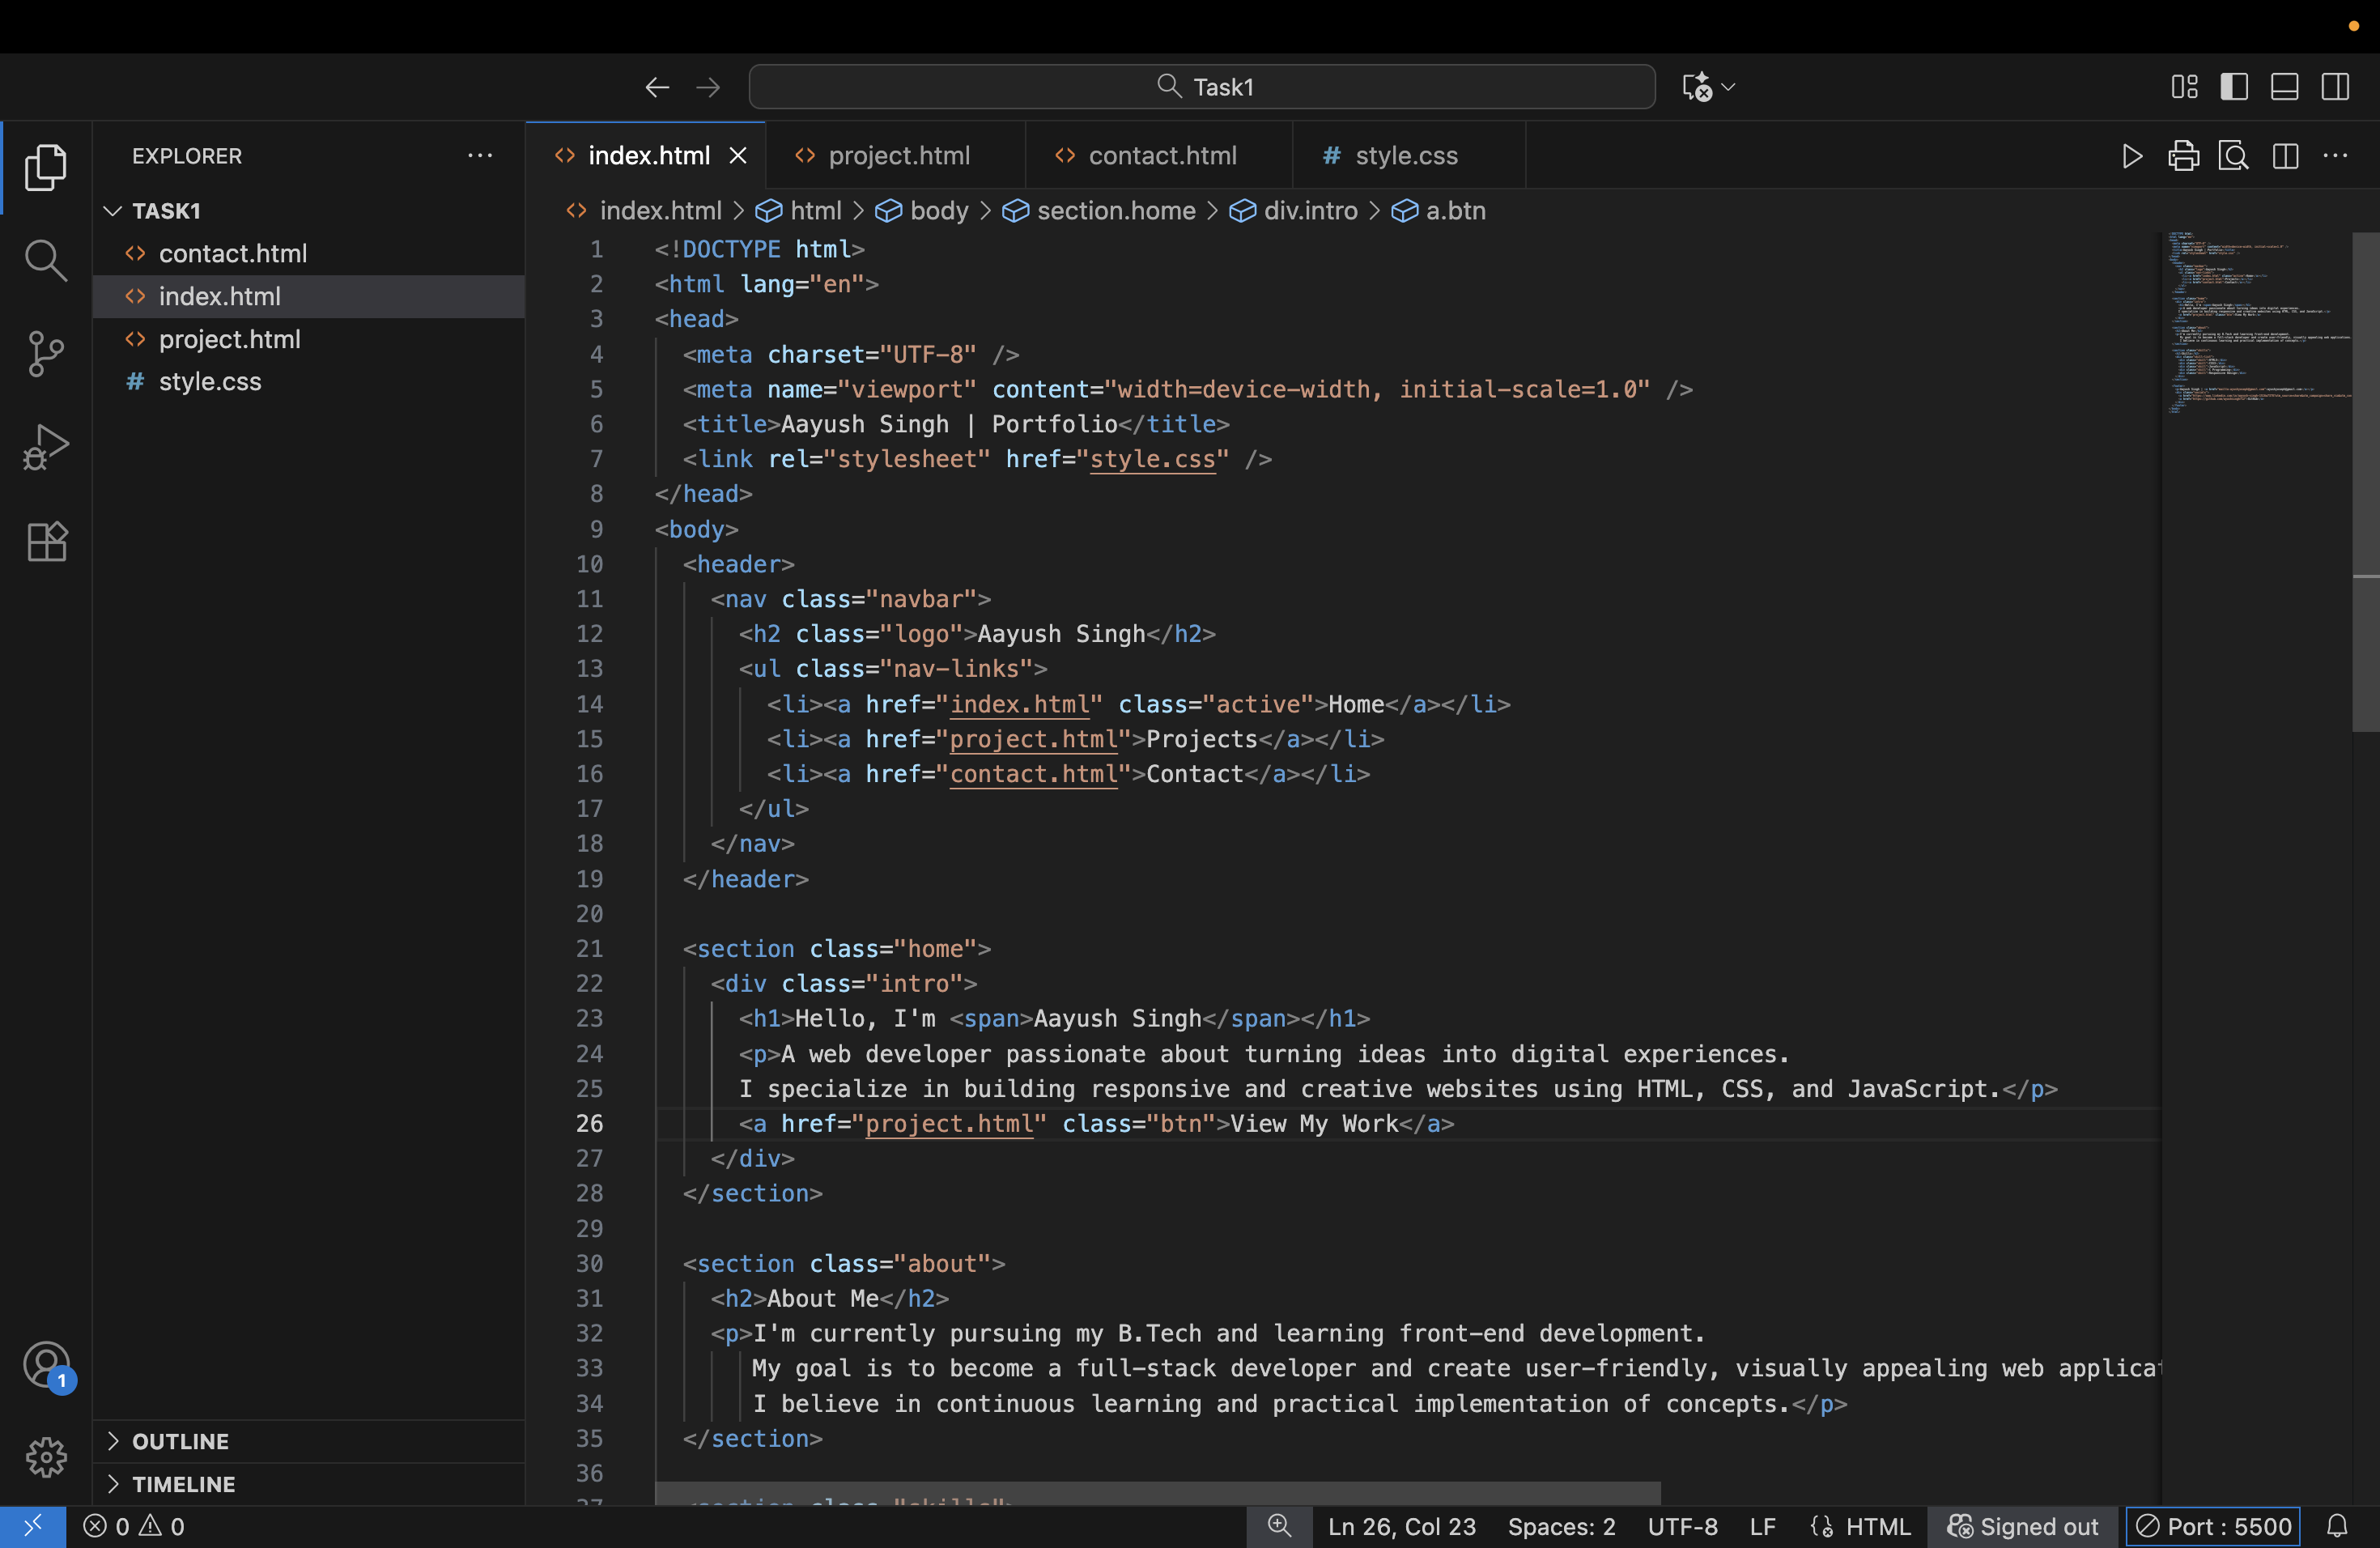 Task1
EXPLORER
TASK1
contact.html
index.html
project.html
style.css
OUTLINE
TIMELINE
1
index.html
project.html
contact.html
# style.css
index.html > html > body > section.home > div.intro > a.btn
1 <!DOCTYPE html>
2 <html lang="en">
3 <head>
4 <meta charset="UTF-8" />
5 <meta name="viewport" content="width=device-width, initial-scale=1.0" />
6 <title>Aayush Singh | Portfolio</title>
7 <link rel="stylesheet" href="style.css" />
8 </head>
9 <body>
10 <header>
11 <nav class="navbar">
12 <h2 class="logo">Aayush Singh</h2>
13 <ul class="nav-links">
14 <li><a href="index.html" class="active">Home</a></li>
15 <li><a href="project.html">Projects</a></li>
16 <li><a href="contact.html">Contact</a></li>
17 </ul>
18 </nav>
19 </header>
20
21 <section class="home">
22 <div class="intro">
23 <h1>Hello, I'm <span>Aayush Singh</span></h1>
24 <p>A web developer passionate about turning ideas into digital experiences.
25 I specialize in building responsive and creative websites using HTML, CSS, and JavaScript.</p>
26 <a href="project.html" class="btn">View My Work</a>
27 </div>
28 </section>
29
30 <section class="about">
31 <h2>About Me</h2>
32 <p>I'm currently pursuing my B.Tech and learning front-end development.
33 My goal is to become a full-stack developer and create user-friendly, visually appealing web applicat
34 I believe in continuous learning and practical implementation of concepts.</p>
35 </section>
36
37 <section class="skills">
0 0
Ln 26, Col 23 Spaces: 2 UTF-8 LF HTML Signed out Port : 5500